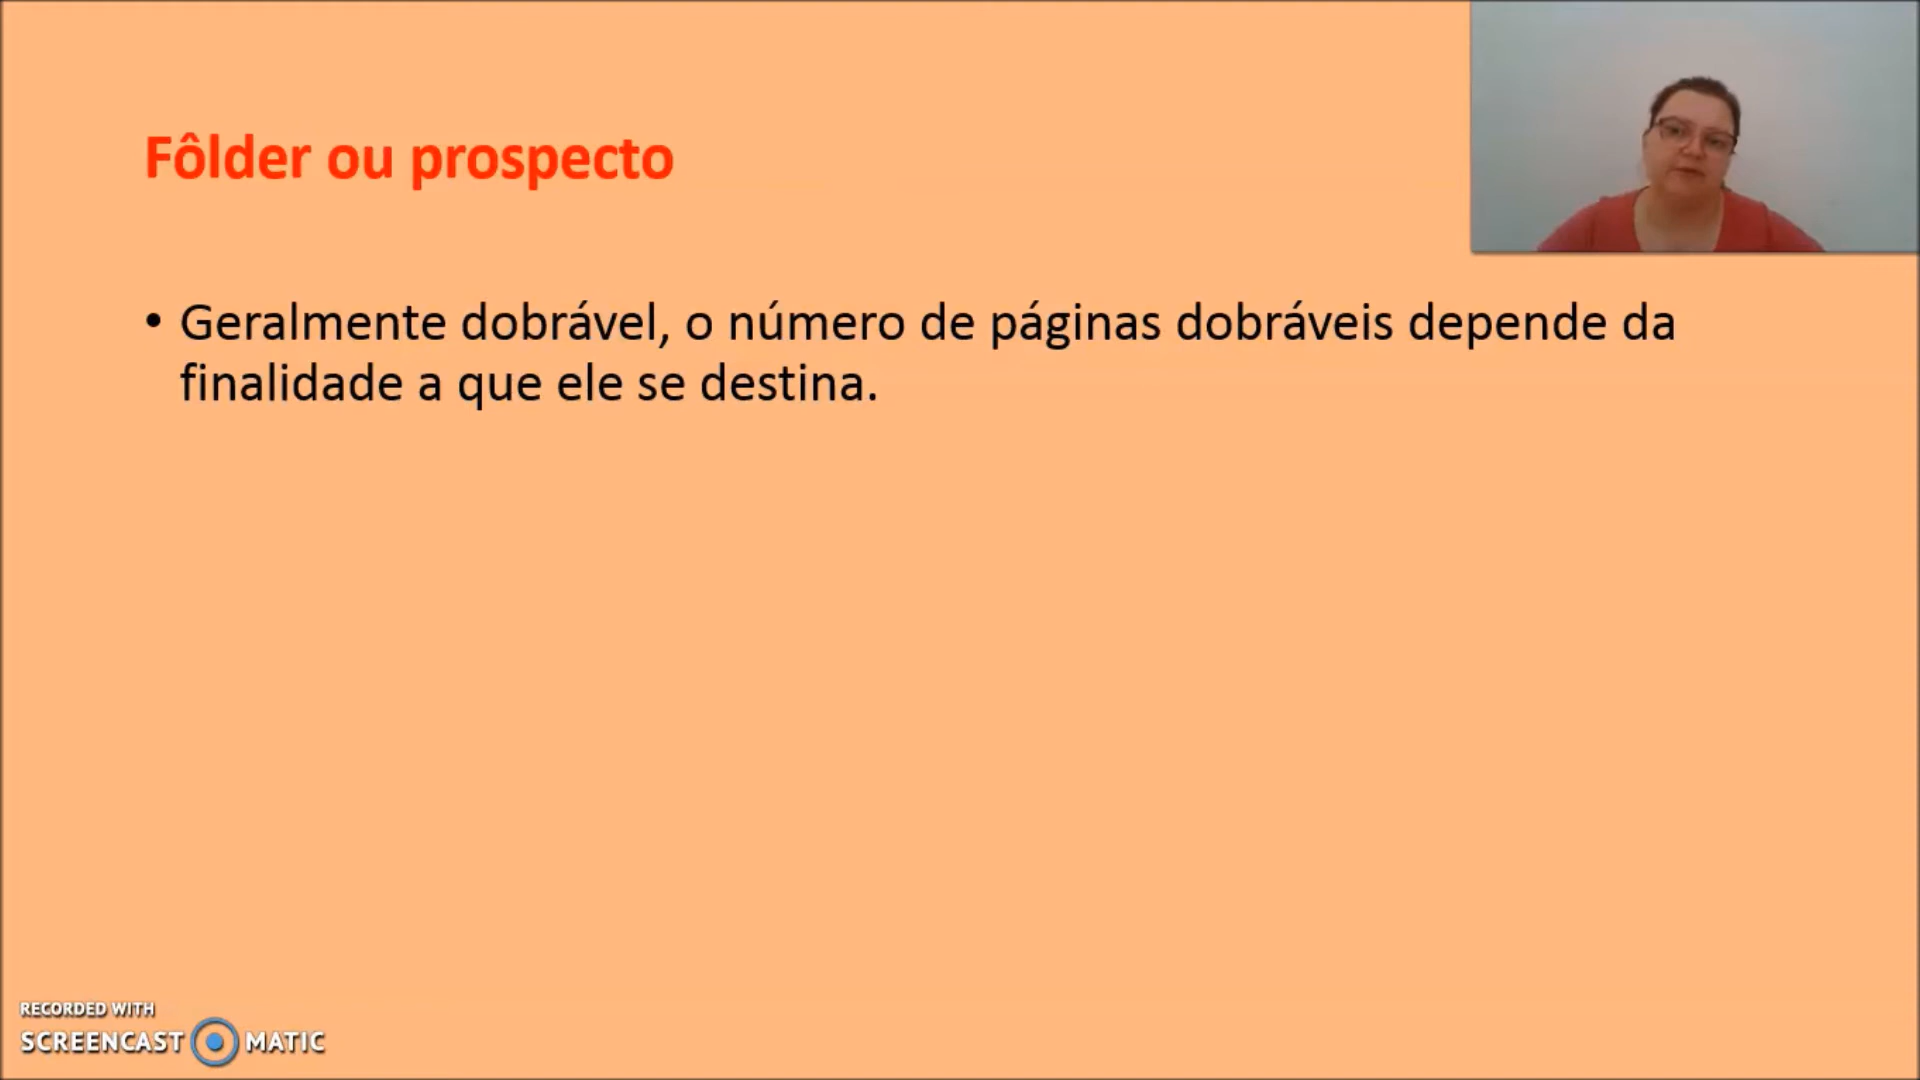 Fôlder ou prospecto
• Geralmente dobrável, o número de páginas dobráveis depende da
finalidade a que ele se destina.
RECORDED WITH
SCREENCAST MATIC